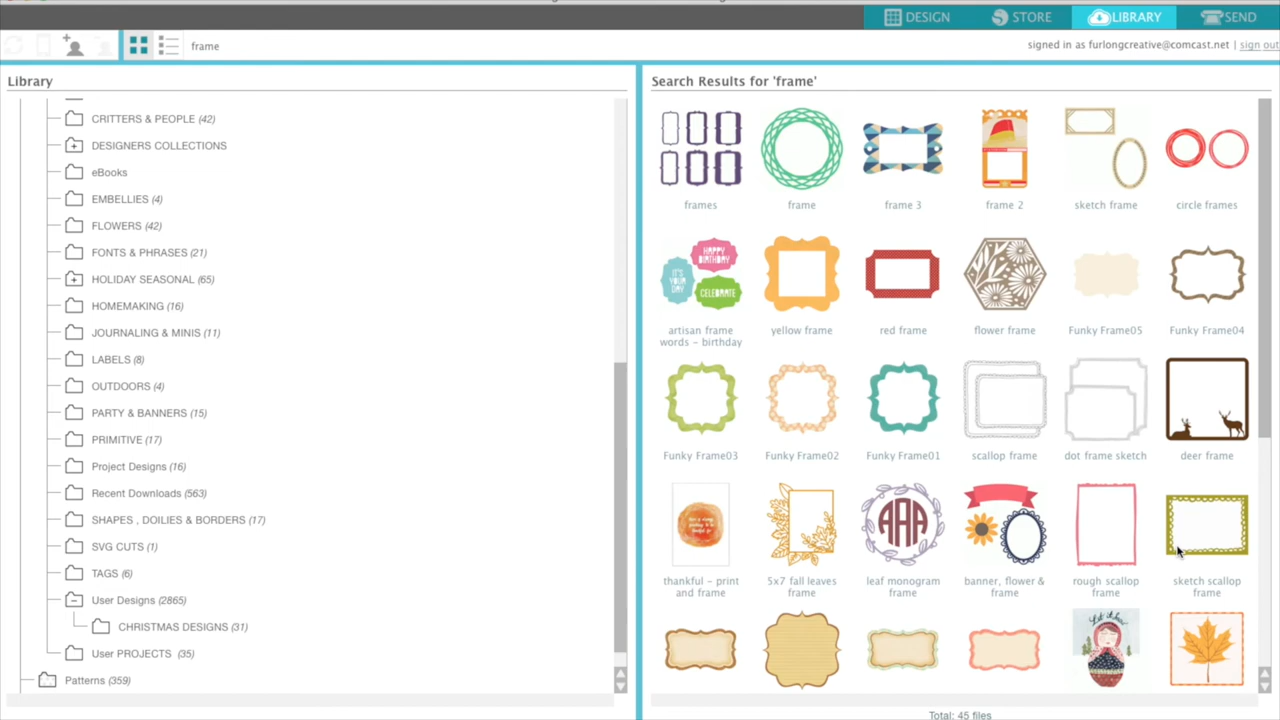 DESIGN
STORE
LIBRARY
SEND
frame
signed in as furlongcreative@comcast.net | sign out
Library
CRITTERS & PEOPLE (42)
DESIGNERS COLLECTIONS
eBooks
EMBELLIES (4)
FLOWERS (42)
FONTS & PHRASES (21)
HOLIDAY SEASONAL (65)
HOMEMAKING (16)
JOURNALING & MINIS (11)
LABELS (8)
OUTDOORS (4)
PARTY & BANNERS (15)
PRIMITIVE (17)
Project Designs (16)
Recent Downloads (563)
SHAPES , DOILIES & BORDERS (17)
SVG CUTS (1)
TAGS (6)
User Designs (2865)
CHRISTMAS DESIGNS (31)
User PROJECTS (35)
Patterns (359)
Search Results for 'frame'
frames
frame
frame 3
frame 2
sketch frame
circle frames
HAPPY
BIRTHDAY
IT'S
YOUR
DAY
CELEBRATE
artisan frame
words - birthday
yellow frame
red frame
flower frame
Funky Frame05
Funky Frame04
Funky Frame03
Funky Frame02
Funky Frame01
scallop frame
dot frame sketch
deer frame
AAA
thankful - print
and frame
5x7 fall leaves
frame
leaf monogram
frame
banner, flower &
frame
rough scallop
frame
sketch scallop
frame
Total: 45 files